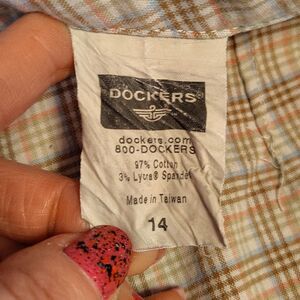 DOCKERS®
dockers.com
800-DOCKERS
97% Cotton
3% Lycra® Spandex
Made in Taiwan
14